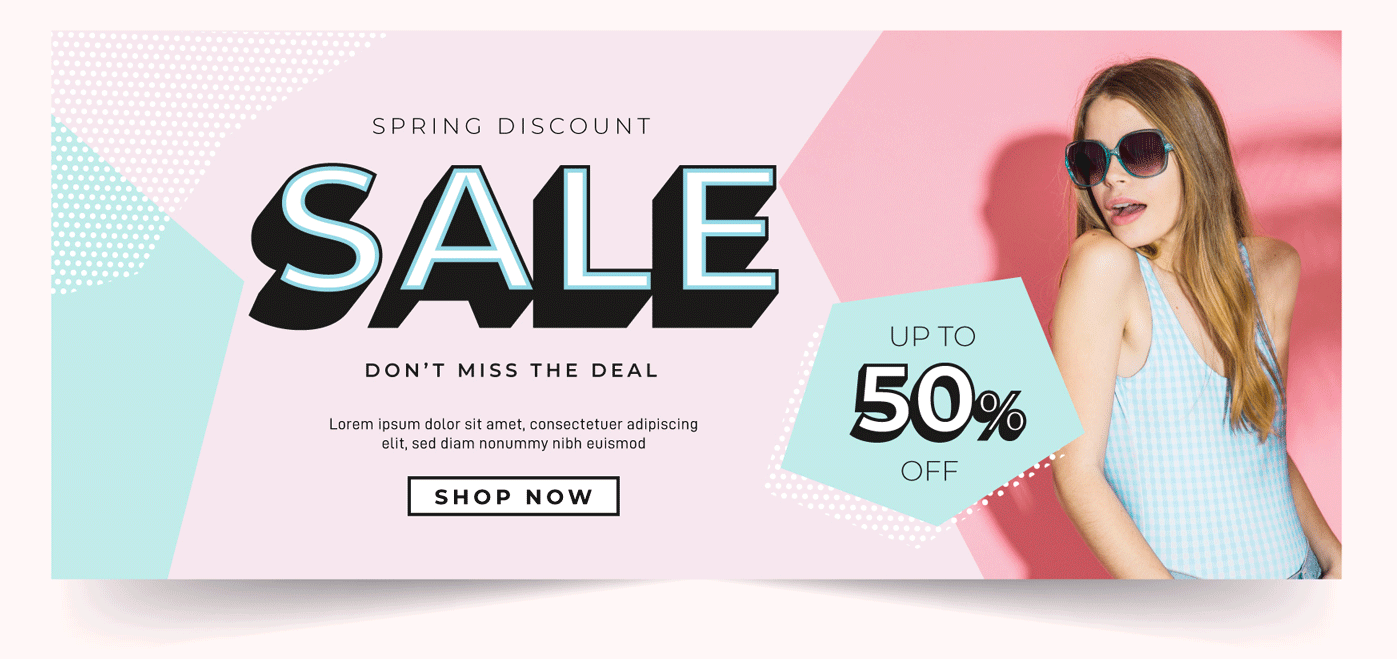 SPRING DISCOUNT
SALE
DON'T MISS THE DEAL
Lorem ipsum dolor sit amet, consectetuer adipiscing
elit, sed diam nonummy nibh euismod
SHOP NOW
UP TO
50%
OFF